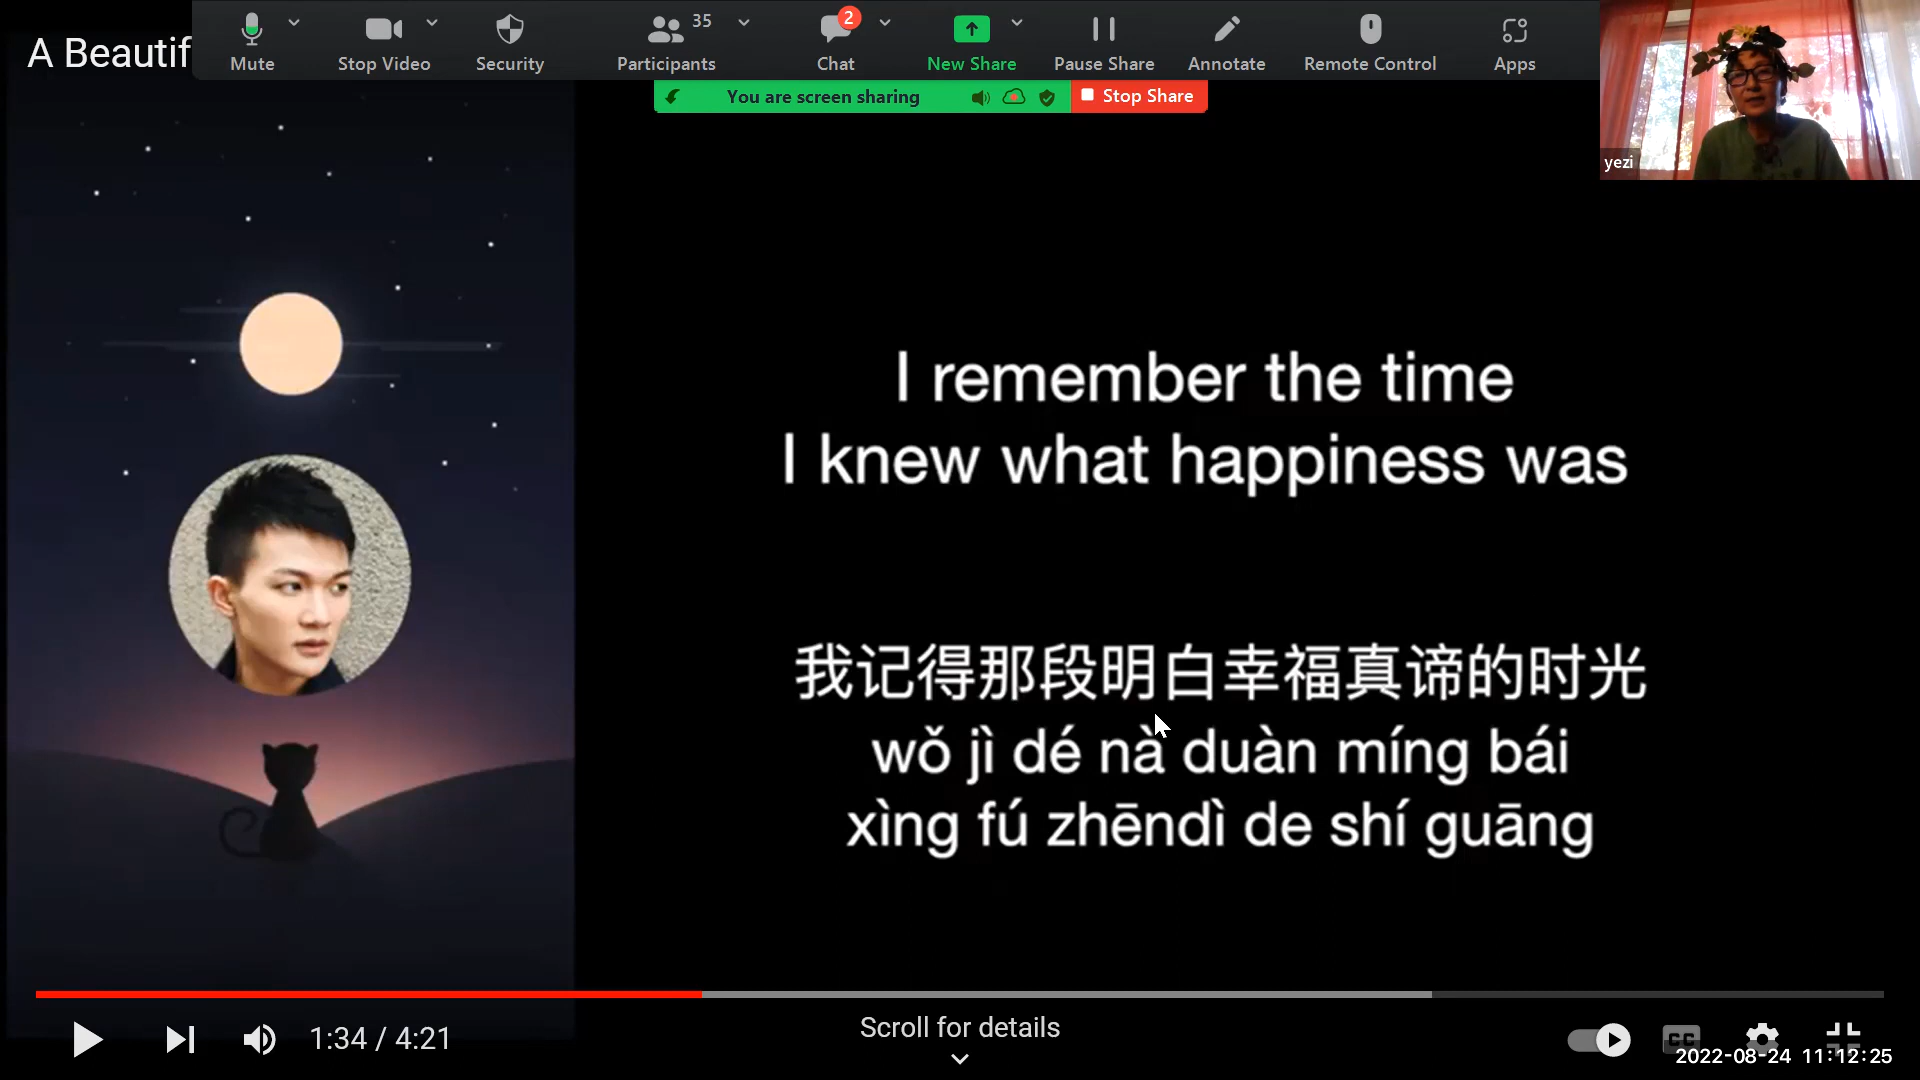 A Beautif
Mute
Stop Video
Security
Participants
35
Chat
2
New Share
Pause Share
Annotate
Remote Control
Apps
You are screen sharing
Stop Share
yezi
I remember the time
I knew what happiness was
我记得那段明白幸福真谛的时光
wǒ jì dé nà duàn míng bái
xìng fú zhēndì de shí guāng
1:34 / 4:21
Scroll for details
CC
2022-08-24 11:12:25